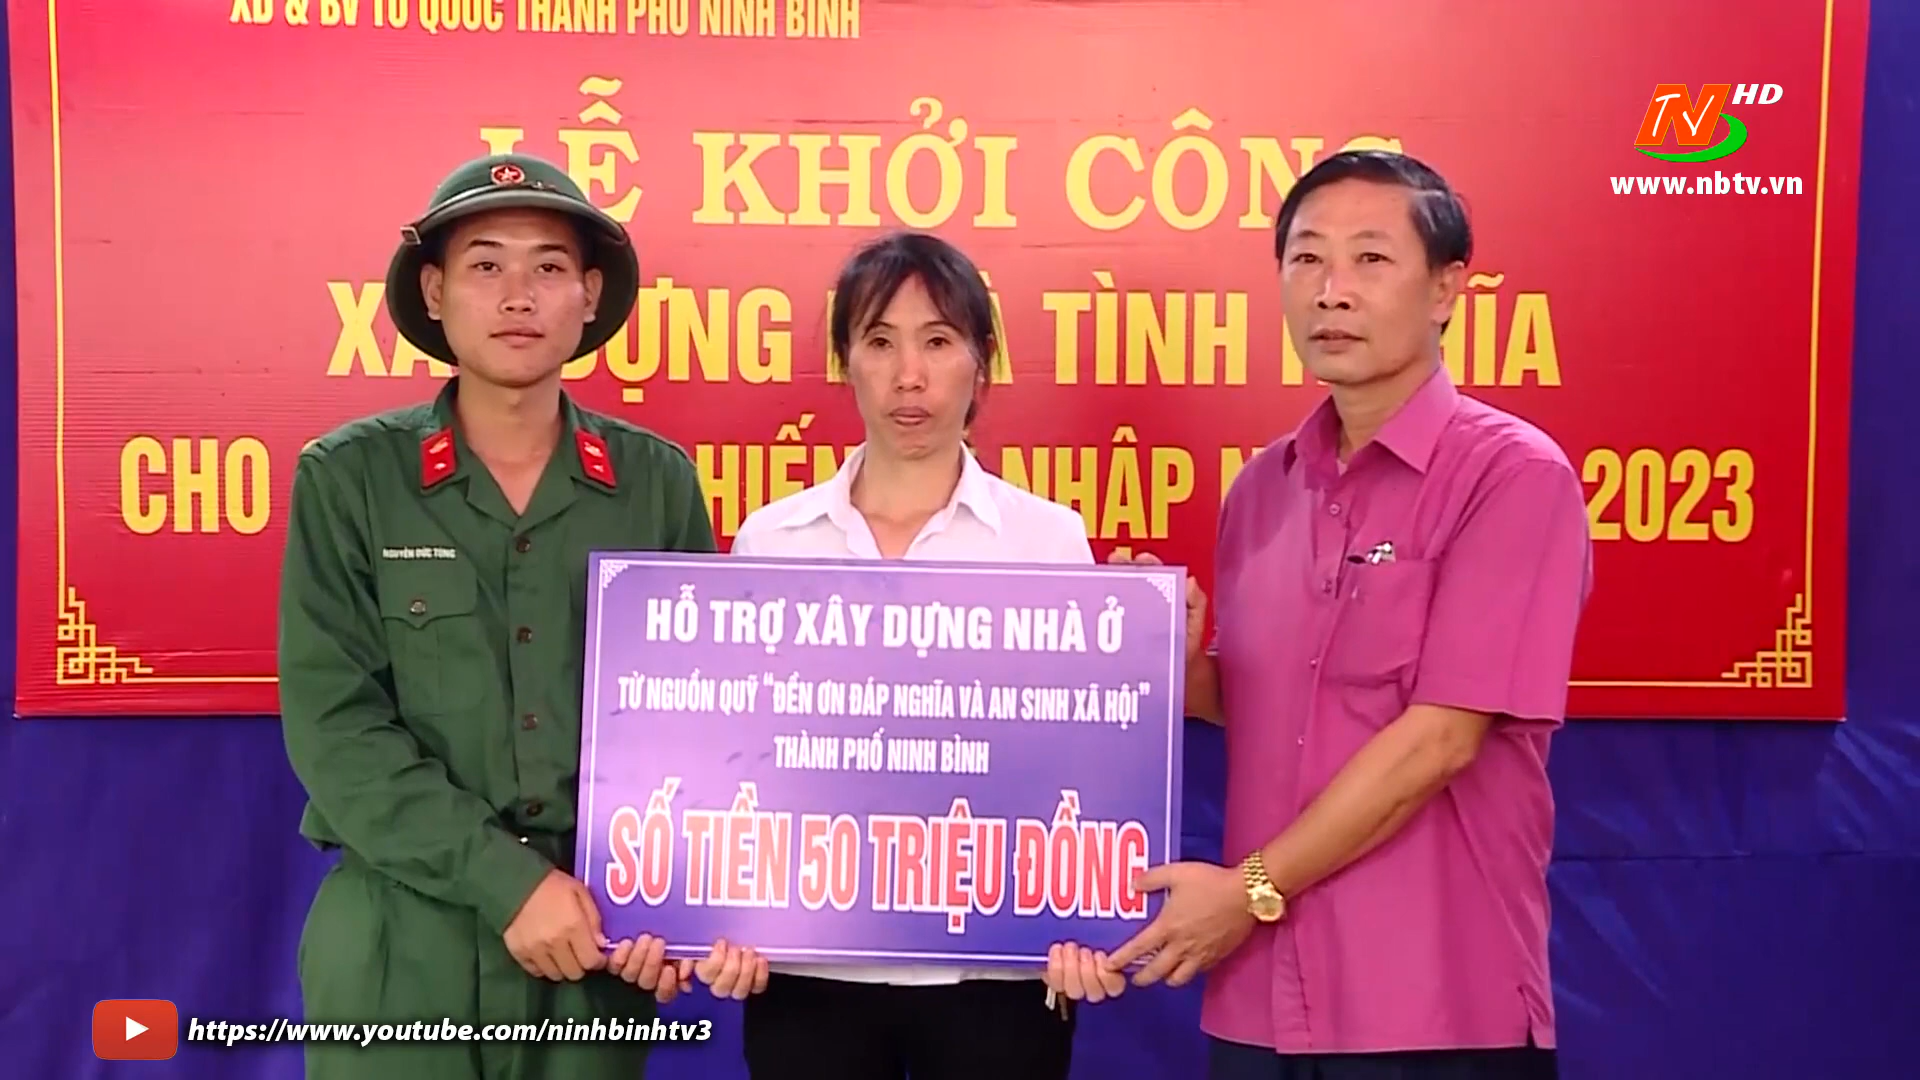 XD & BV TỔ QUỐC THÀNH PHỐ NINH BÌNH
LỄ KHỞI CÔNG
XÂY DỰNG NHÀ TÌNH NGHĨA
CHO NHẬP 2023
TV HD
www.nbtv.vn
NGUYỄN ĐỨC TÙNG
HỖ TRỢ XÂY DỰNG NHÀ Ở
TỪ NGUỒN QUỸ "ĐỀN ƠN ĐÁP NGHĨA VÀ AN SINH XÃ HỘI"
THÀNH PHỐ NINH BÌNH
SỐ TIỀN 50 TRIỆU ĐỒNG
https://www.youtube.com/ninhbinhtv3